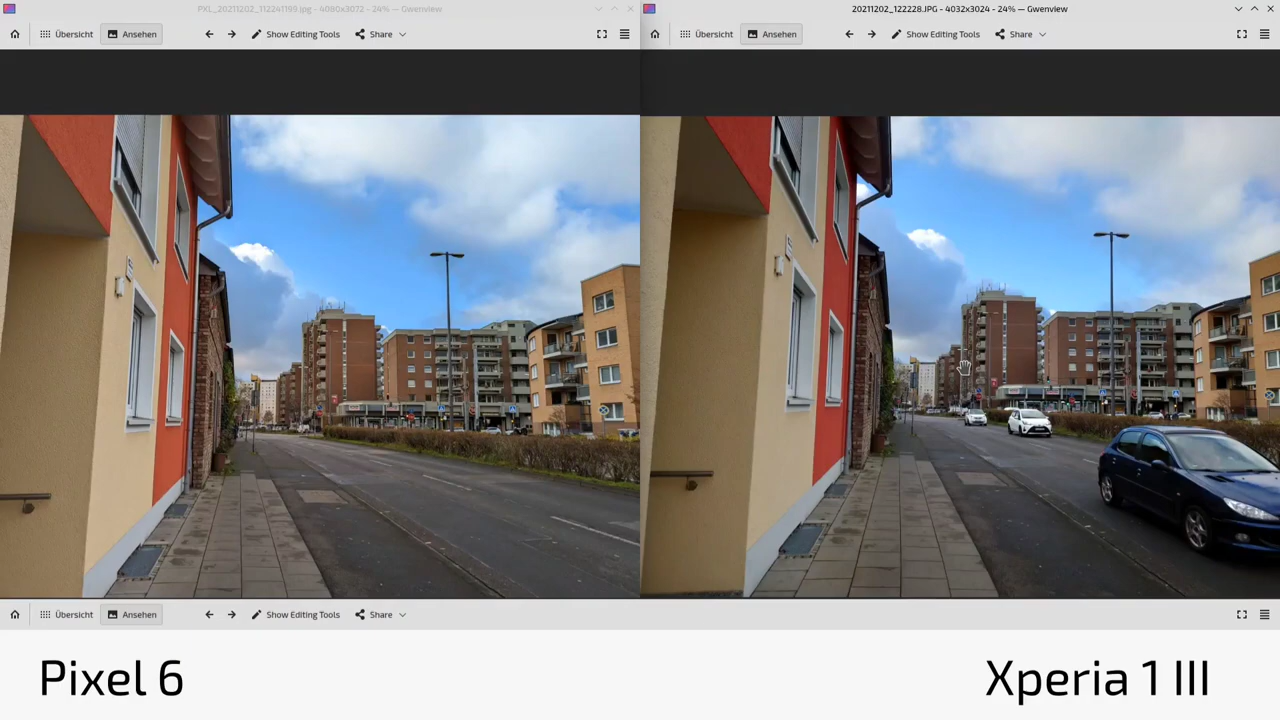 PXL_20211202_112241199.jpg - 4080x3072 - 24% — Gwenview
20211202_122228.JPG - 4032x3024 - 24% — Gwenview
Übersicht Ansehen Show Editing Tools Share
Übersicht Ansehen Show Editing Tools Share
Übersicht Ansehen Show Editing Tools Share
Pixel 6
Xperia 1 III